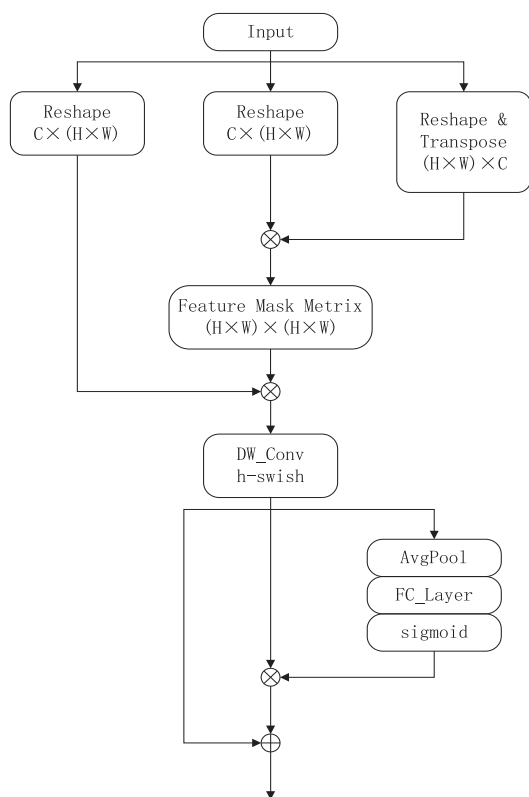 Input
Reshape
C×(H×W)
Reshape
C×(H×W)
Reshape &
Transpose
(H×W)×C
Feature Mask Metrix
(H×W)×(H×W)
DW_Conv
h-swish
AvgPool
FC_Layer
sigmoid